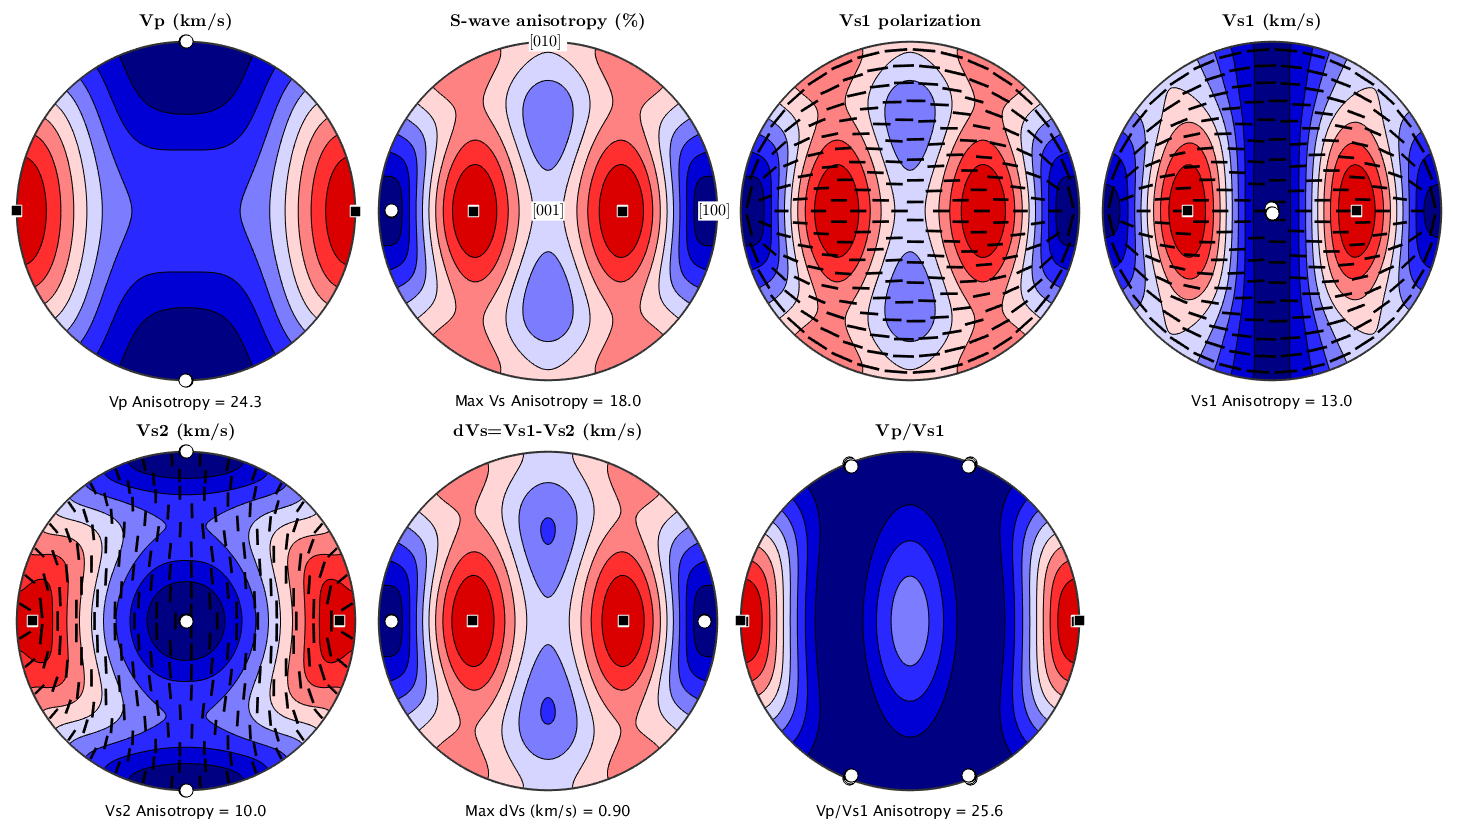 Vp (km/s)
S-wave anisotropy (%)
Vs1 polarization
Vs1 (km/s)
[010]
[001]
[100]
Vp Anisotropy = 24.3
Max Vs Anisotropy = 18.0
Vs1 Anisotropy = 13.0
Vs2 (km/s)
dVs=Vs1-Vs2 (km/s)
Vp/Vs1
Vs2 Anisotropy = 10.0
Max dVs (km/s) = 0.90
Vp/Vs1 Anisotropy = 25.6